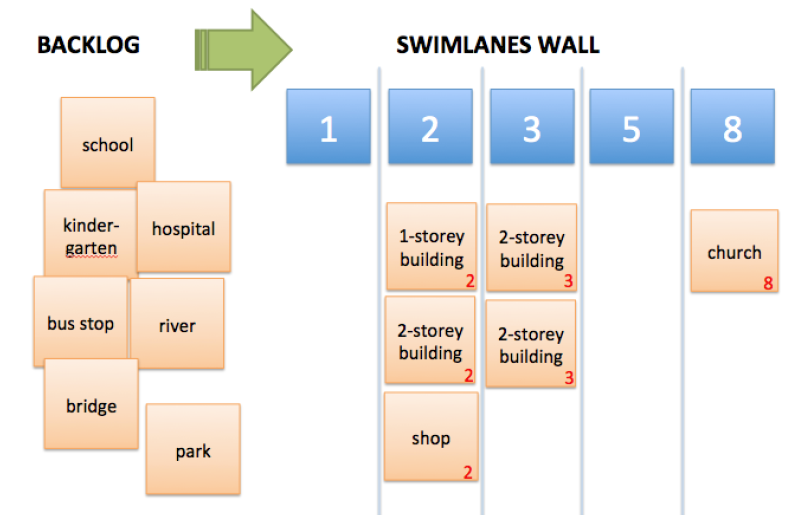 BACKLOG
SWIMLANES WALL
1
2
3
5
8
school
kinder-
garten
hospital
bus stop
river
bridge
park
1-storey
building
2
2-storey
building
2
shop
2
2-storey
building
3
2-storey
building
3
church
8